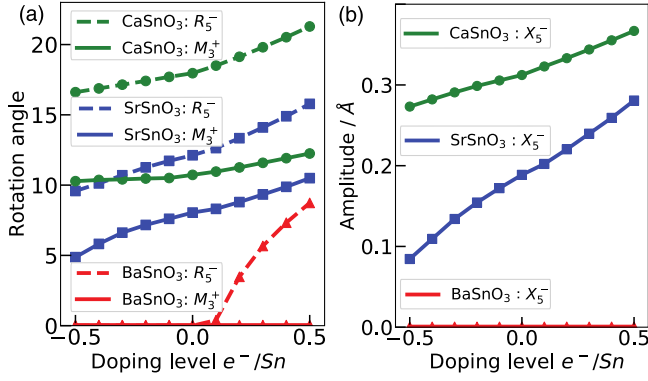 (a)
CaSnO₃: R₅⁻
CaSnO₃: M₃⁺
SrSnO₃: R₅⁻
SrSnO₃: M₃⁺
BaSnO₃: R₅⁻
BaSnO₃: M₃⁺
Rotation angle
20
15
10
5
0
−0.5
0.0
0.5
Doping level e⁻/Sn
(b)
CaSnO₃ : X₅⁻
SrSnO₃ : X₅⁻
BaSnO₃ : X₅⁻
Amplitude / Å
0.3
0.2
0.1
0.0
−0.5
0.0
0.5
Doping level e⁻/Sn